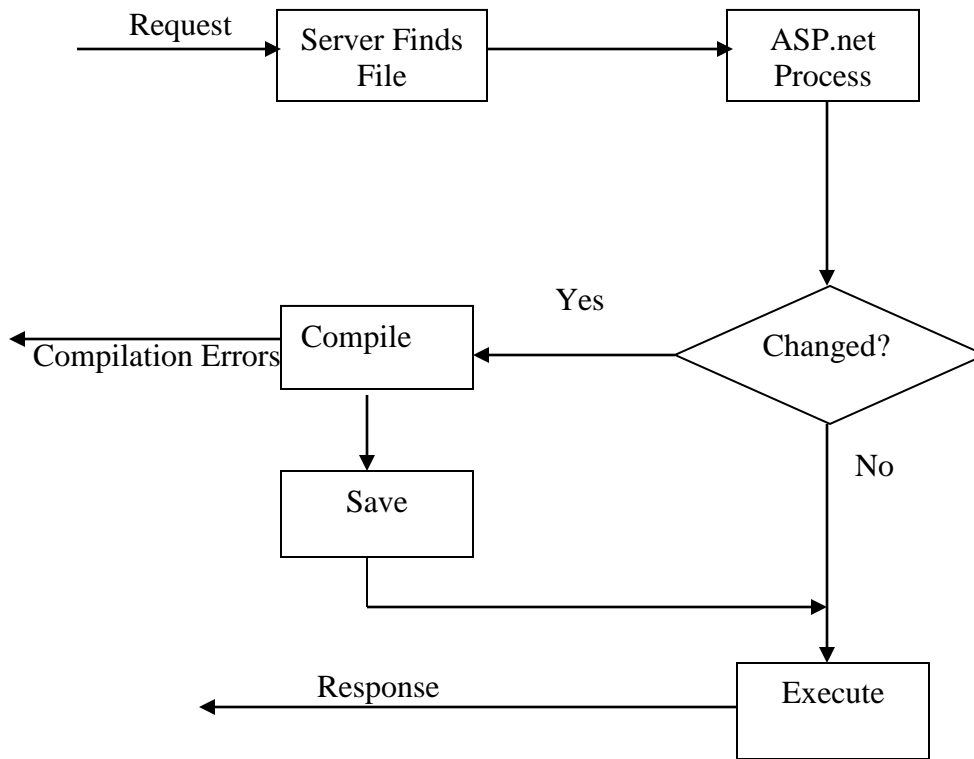 Request
Server Finds
File
ASP.net
Process
Yes
Changed?
Compile
Compilation Errors
No
Save
Response
Execute